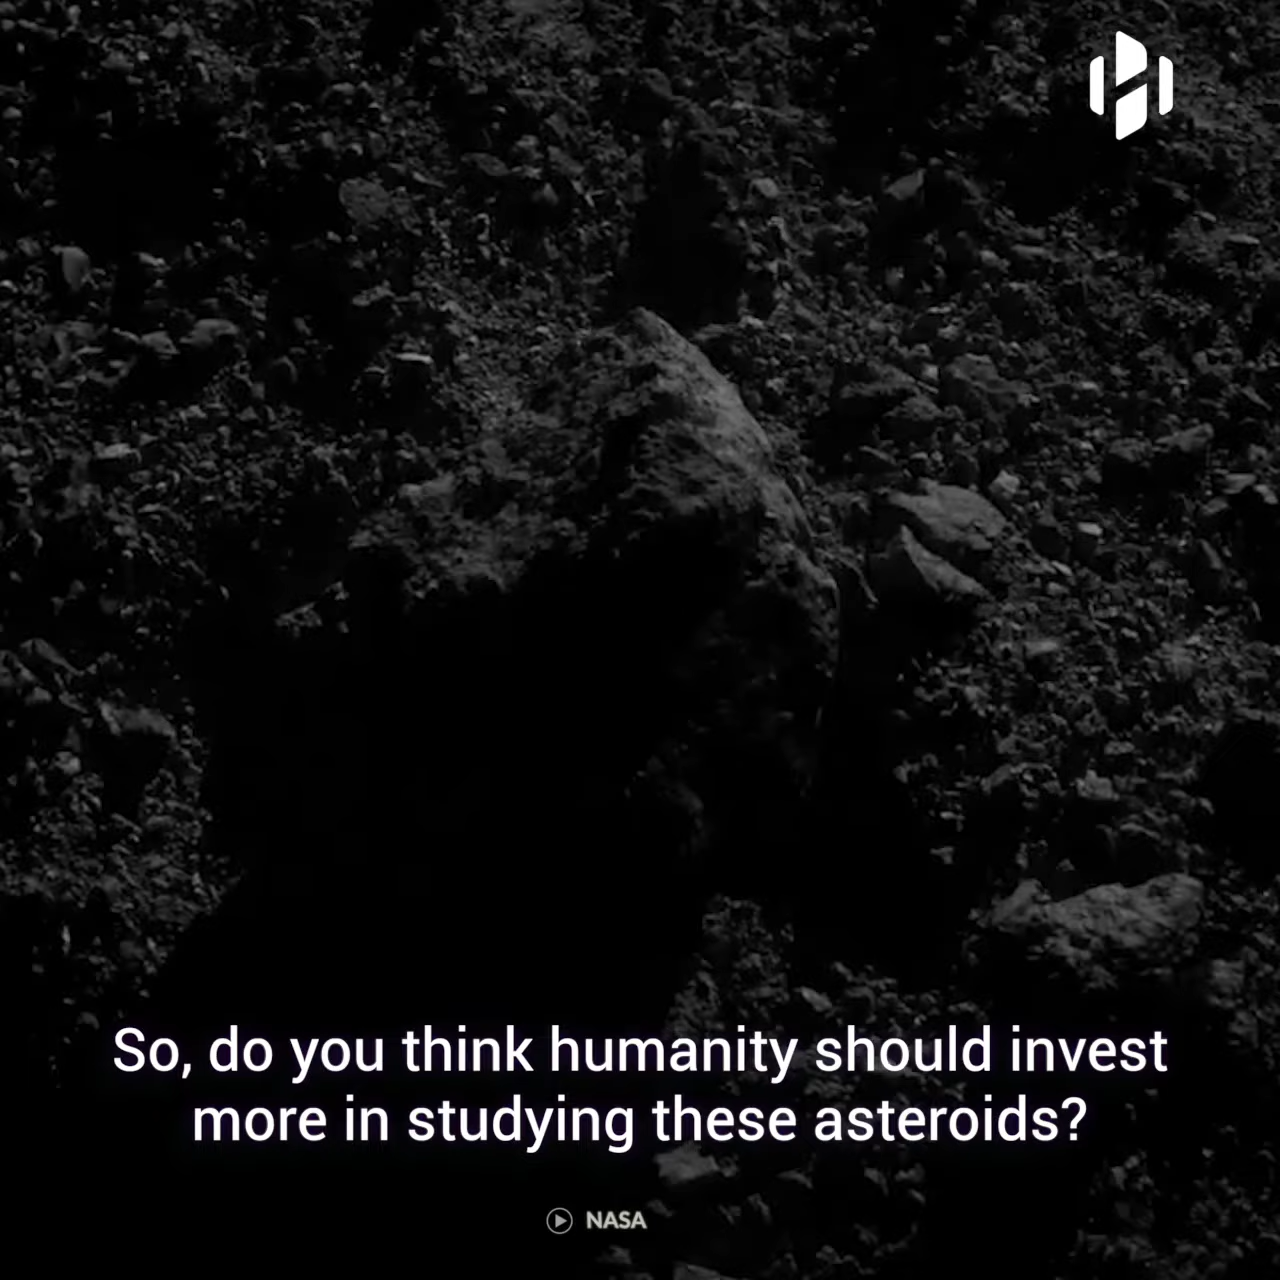 So, do you think humanity should invest
more in studying these asteroids?
NASA